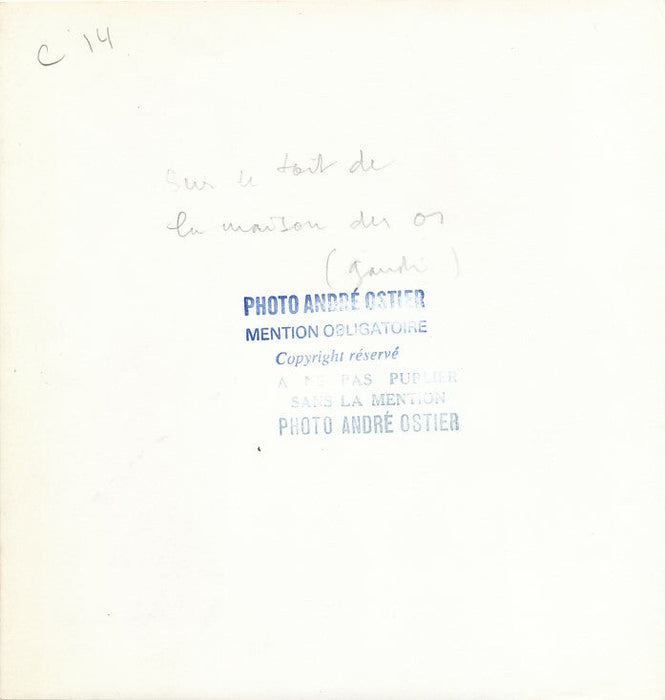 C 14
Sur le toit de
la maison des os
(Gaudi)
PHOTO ANDRÉ OSTIER
MENTION OBLIGATOIRE
Copyright réservé
A NE PAS PUBLIER
SANS LA MENTION
PHOTO ANDRÉ OSTIER